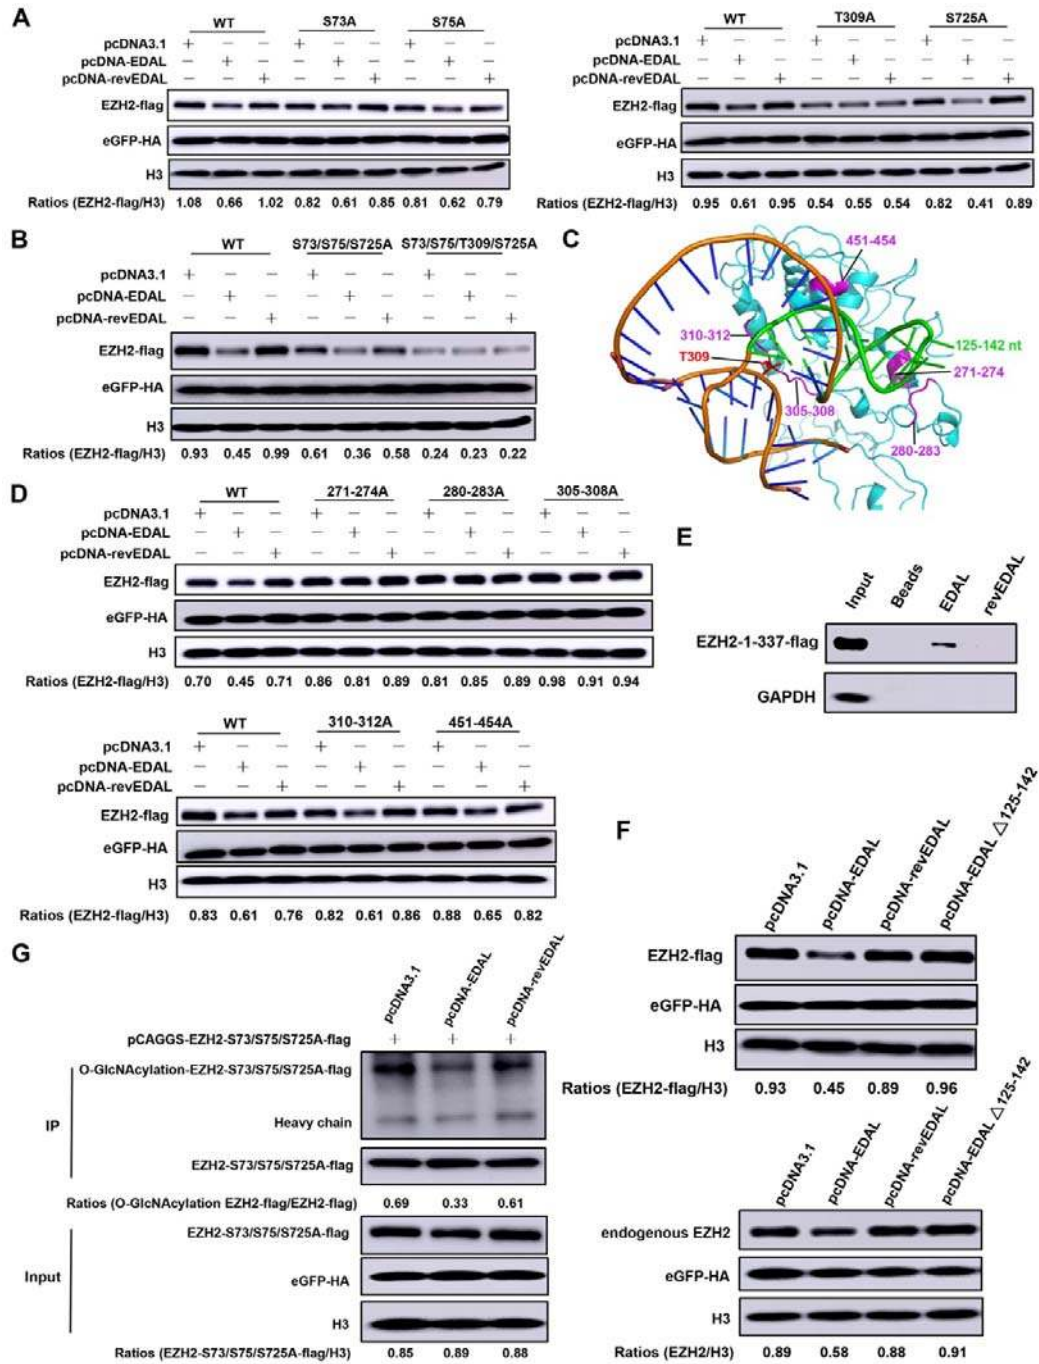 A
WT S73A S75A
pcDNA3.1 + – – + – – + – –
pcDNA-EDAL – + – – + – – + –
pcDNA-revEDAL – – + – – + – – +
EZH2-flag
eGFP-HA
H3
Ratios (EZH2-flag/H3) 1.08 0.66 1.02 0.82 0.61 0.85 0.81 0.62 0.79
WT T309A S725A
pcDNA3.1 + – – + – – + – –
pcDNA-EDAL – + – – + – – + –
pcDNA-revEDAL – – + – – + – – +
EZH2-flag
eGFP-HA
H3
Ratios (EZH2-flag/H3) 0.95 0.61 0.95 0.54 0.55 0.54 0.82 0.41 0.89
B
WT S73/S75/S725A S73/S75/T309/S725A
pcDNA3.1 + – – + – – + – –
pcDNA-EDAL – + – – + – – + –
pcDNA-revEDAL – – + – – + – – +
EZH2-flag
eGFP-HA
H3
Ratios (EZH2-flag/H3) 0.93 0.45 0.99 0.61 0.36 0.58 0.24 0.23 0.22
C
451-454
310-312
125-142 nt
T309
271-274
305-308
280-283
D
WT 271-274A 280-283A 305-308A
pcDNA3.1 + – – + – – + – – + – –
pcDNA-EDAL – + – – + – – + – – + –
pcDNA-revEDAL – – + – – + – – + – – +
EZH2-flag
eGFP-HA
H3
Ratios (EZH2-flag/H3) 0.70 0.45 0.71 0.86 0.81 0.89 0.81 0.85 0.89 0.98 0.91 0.94
WT 310-312A 451-454A
pcDNA3.1 + – – + – – + – –
pcDNA-EDAL – + – – + – – + –
pcDNA-revEDAL – – + – – + – – +
EZH2-flag
eGFP-HA
H3
Ratios (EZH2-flag/H3) 0.83 0.61 0.76 0.82 0.61 0.86 0.88 0.65 0.82
E
Input Beads EDAL revEDAL
EZH2-1-337-flag
GAPDH
F
pcDNA3.1 pcDNA-EDAL pcDNA-revEDAL pcDNA-EDAL △125-142
EZH2-flag
eGFP-HA
H3
Ratios (EZH2-flag/H3) 0.93 0.45 0.89 0.96
pcDNA3.1 pcDNA-EDAL pcDNA-revEDAL pcDNA-EDAL △125-142
endogenous EZH2
eGFP-HA
H3
Ratios (EZH2/H3) 0.89 0.58 0.88 0.91
G
pcDNA3.1 pcDNA-EDAL pcDNA-revEDAL
pCAGGS-EZH2-S73/S75/S725A-flag + + +
O-GlcNAcylation-EZH2-S73/S75/S725A-flag
Heavy chain
IP
EZH2-S73/S75/S725A-flag
Ratios (O-GlcNAcylation EZH2-flag/EZH2-flag) 0.69 0.33 0.61
EZH2-S73/S75/S725A-flag
Input
eGFP-HA
H3
Ratios (EZH2-S73/S75/S725A-flag/H3) 0.85 0.89 0.88